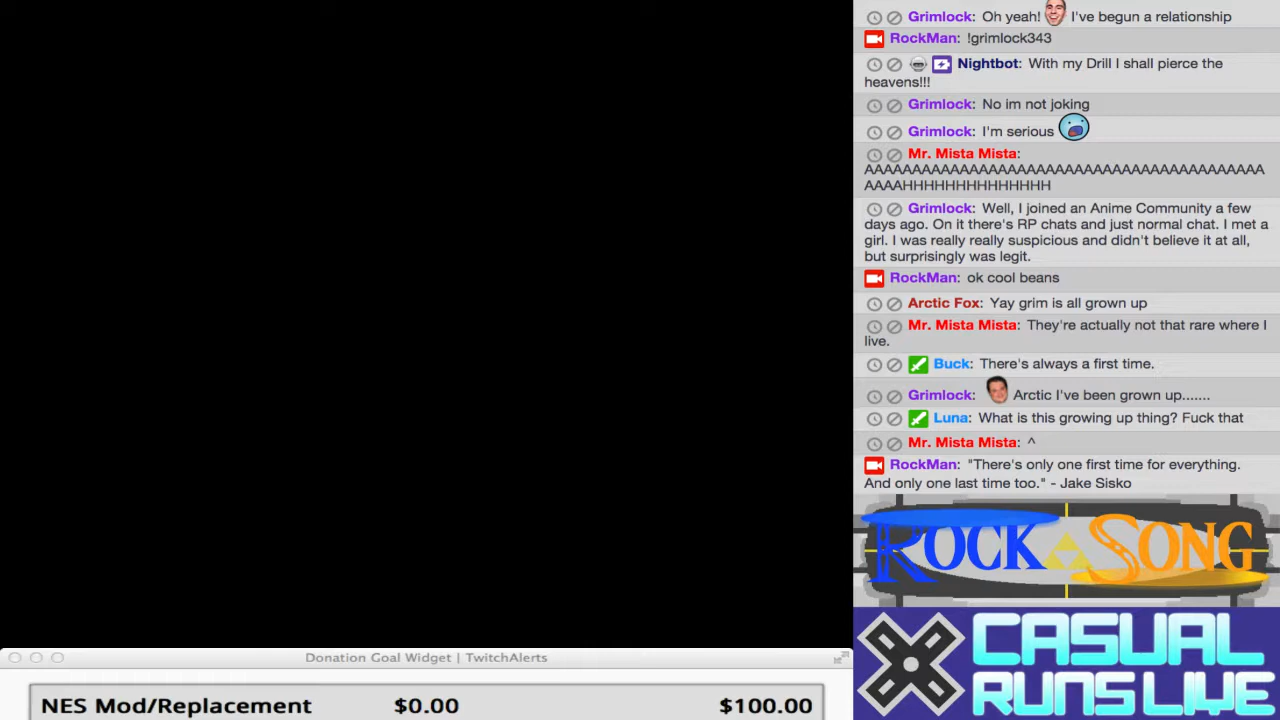 Grimlock: Oh yeah! I've begun a relationship
RockMan: !grimlock343
Nightbot: With my Drill I shall pierce the
heavens!!!
Grimlock: No im not joking
Grimlock: I'm serious
Mr. Mista Mista:
AAAAAAAAAAAAAAAAAAAAAAAAAAAAAAAAAAAAAAAAAA
AAAAHHHHHHHHHHHHHHH
Grimlock: Well, I joined an Anime Community a few
days ago. On it there's RP chats and just normal chat. I met a
girl. I was really really suspicious and didn't believe it at all,
but surprisingly was legit.
RockMan: ok cool beans
Arctic Fox: Yay grim is all grown up
Mr. Mista Mista: They're actually not that rare where I
live.
Buck: There's always a first time.
Grimlock: Arctic I've been grown up.......
Luna: What is this growing up thing? Fuck that
Mr. Mista Mista: ^
RockMan: "There's only one first time for everything.
And only one last time too." - Jake Sisko
ROCK SONG
CASUAL
RUNS LIVE
Donation Goal Widget | TwitchAlerts
NES Mod/Replacement $0.00 $100.00